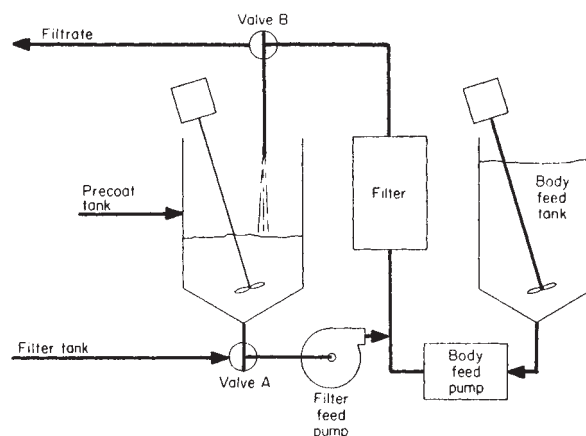 Valve B
Filtrate
Precoat
tank
Filter
Body
feed
tank
Filter tank
Valve A
Filter
feed
pump
Body
feed
pump